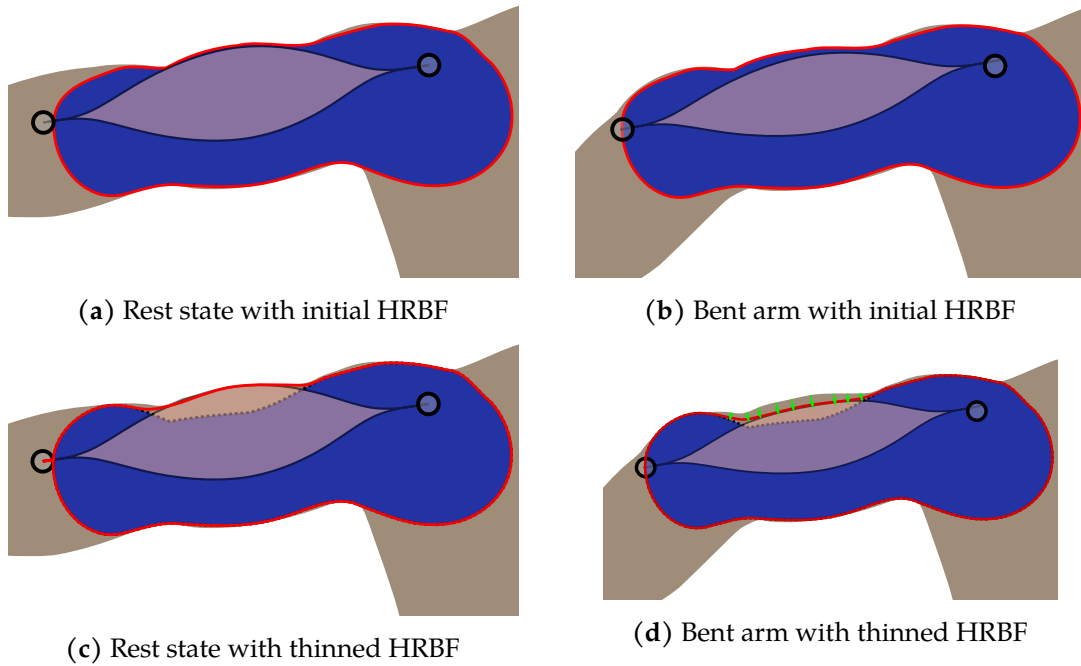 (a) Rest state with initial HRBF
(b) Bent arm with initial HRBF
(c) Rest state with thinned HRBF
(d) Bent arm with thinned HRBF